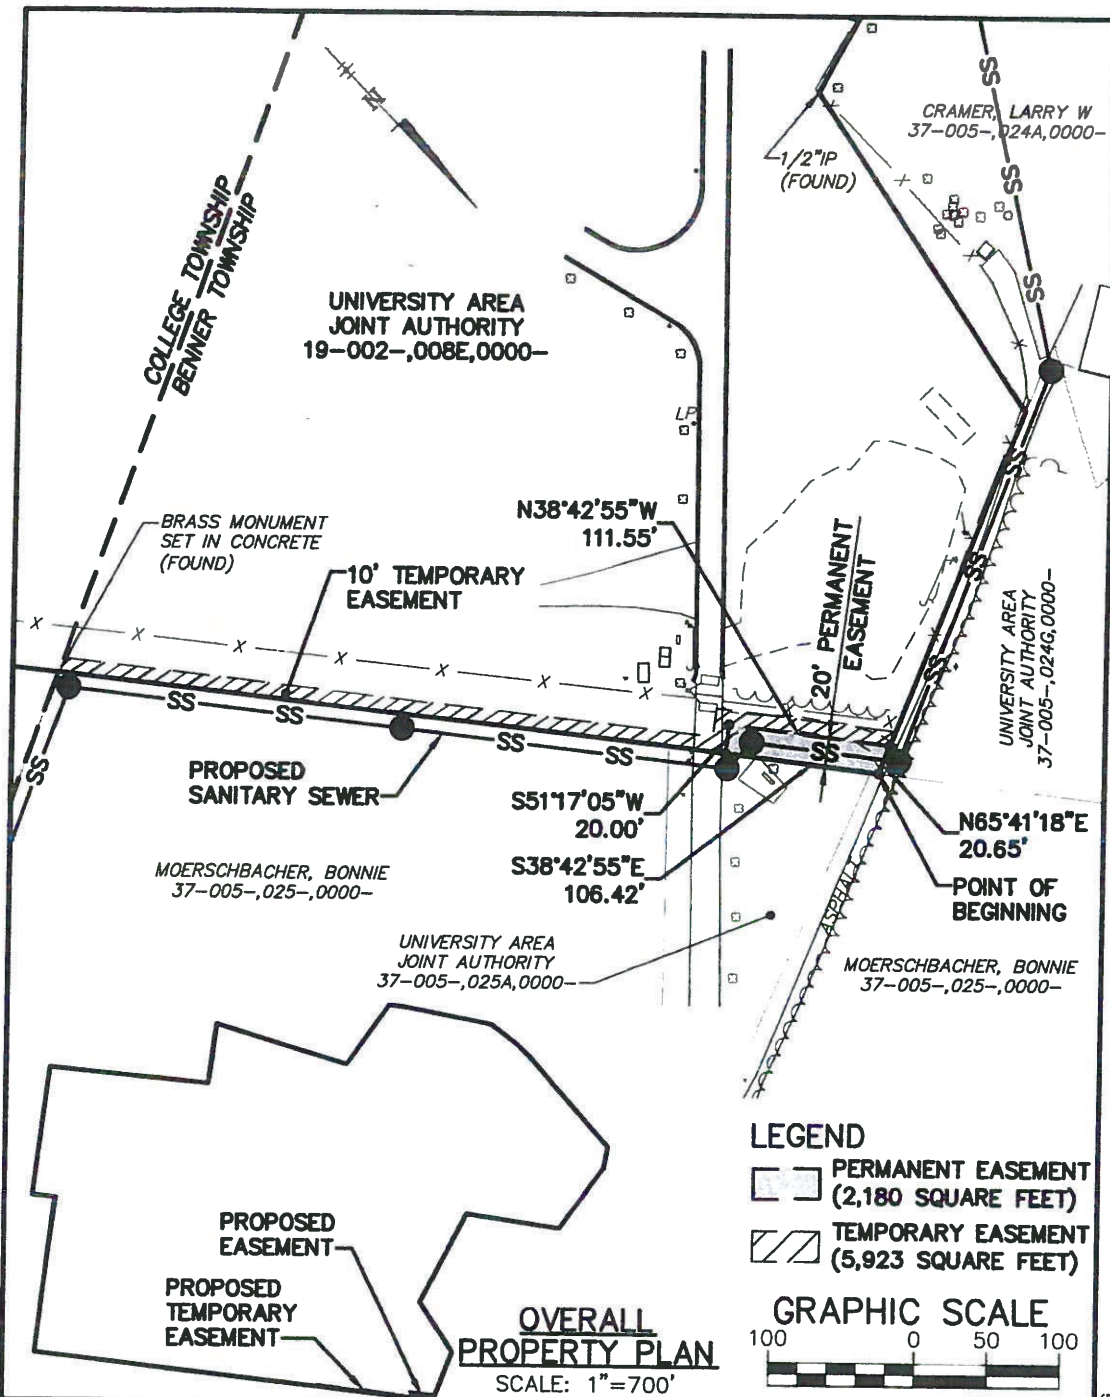 N
COLLEGE TOWNSHIP
BENNER TOWNSHIP
UNIVERSITY AREA
JOINT AUTHORITY
19-002-,008E,0000-
1/2"IP
(FOUND)
CRAMER, LARRY W
37-005-,024A,0000-
SS
SS
SS
LP
BRASS MONUMENT
SET IN CONCRETE
(FOUND)
10' TEMPORARY
EASEMENT
N38°42'55"W
111.55'
20' PERMANENT
EASEMENT
SS
SS
SS
UNIVERSITY AREA
JOINT AUTHORITY
37-005-,024G,0000-
X X X X X X X
SS SS SS SS SS
SS
PROPOSED
SANITARY SEWER
S51°17'05"W
20.00'
S38°42'55"E
106.42'
N65°41'18"E
20.65'
POINT OF
BEGINNING
MOERSCHBACHER, BONNIE
37-005-,025-,0000-
ASPHALT
UNIVERSITY AREA
JOINT AUTHORITY
37-005-,025A,0000-
MOERSCHBACHER, BONNIE
37-005-,025-,0000-
LEGEND
PERMANENT EASEMENT
(2,180 SQUARE FEET)
TEMPORARY EASEMENT
(5,923 SQUARE FEET)
PROPOSED
EASEMENT
PROPOSED
TEMPORARY
EASEMENT
OVERALL
PROPERTY PLAN
SCALE: 1"=700'
GRAPHIC SCALE
100 0 50 100